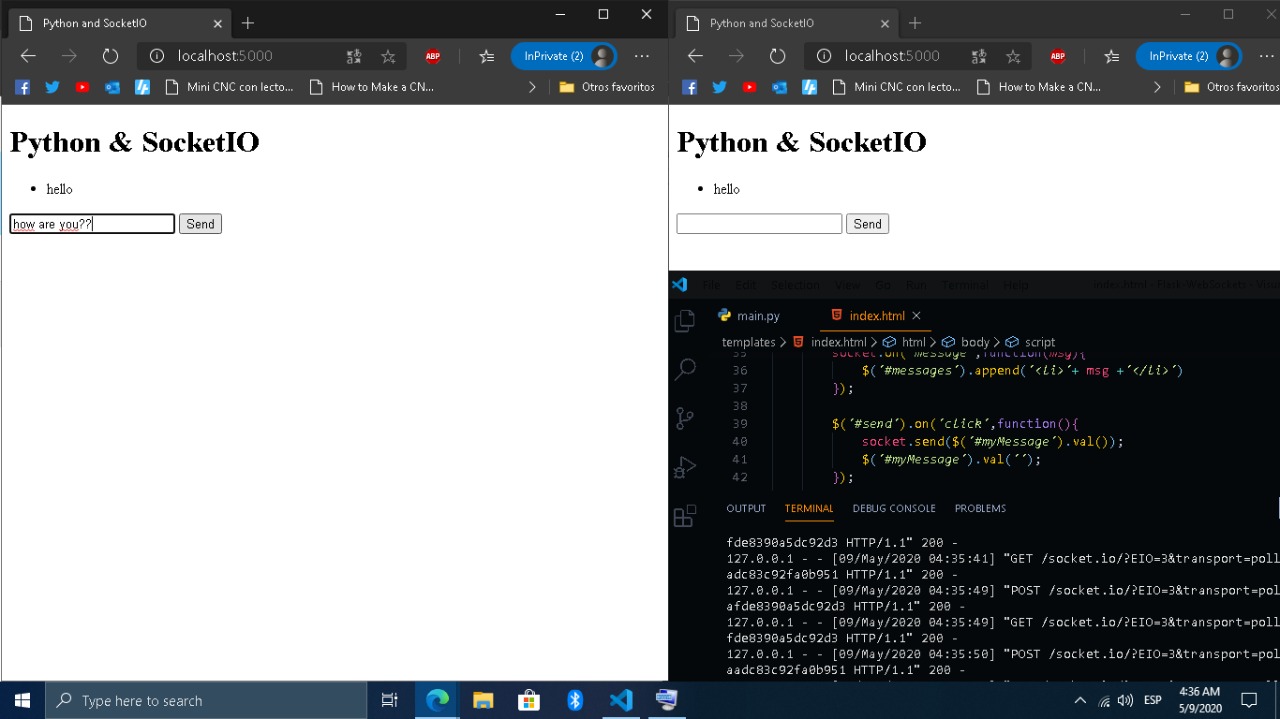 Python and SocketIO
localhost:5000
ABP
InPrivate (2)
Mini CNC con lecto...
How to Make a CN...
Otros favoritos
Python & SocketIO
hello
how are you??
Send
Python and SocketIO
localhost:5000
ABP
InPrivate (2)
Mini CNC con lecto...
How to Make a CN...
Otros favoritos
Python & SocketIO
hello
Send
File Edit Selection View Go Run Terminal Help
index.html - Flask-WebSockets - Visu
main.py
index.html
templates > index.html > html > body > script
35 socket.on('message',function(msg){
36 $('#messages').append('<li>'+ msg +'</li>')
37 });
38
39 $('#send').on('click',function(){
40 socket.send($('#myMessage').val());
41 $('#myMessage').val('');
42 });
OUTPUT TERMINAL DEBUG CONSOLE PROBLEMS
fde8390a5dc92d3 HTTP/1.1" 200 -
127.0.0.1 - - [09/May/2020 04:35:41] "GET /socket.io/?EIO=3&transport=poll
adc83c92fa0b951 HTTP/1.1" 200 -
127.0.0.1 - - [09/May/2020 04:35:49] "POST /socket.io/?EIO=3&transport=pol
afde8390a5dc92d3 HTTP/1.1" 200 -
127.0.0.1 - - [09/May/2020 04:35:49] "GET /socket.io/?EIO=3&transport=poll
fde8390a5dc92d3 HTTP/1.1" 200 -
127.0.0.1 - - [09/May/2020 04:35:50] "POST /socket.io/?EIO=3&transport=pol
aadc83c92fa0b951 HTTP/1.1" 200 -
Type here to search
ESP
4:36 AM
5/9/2020